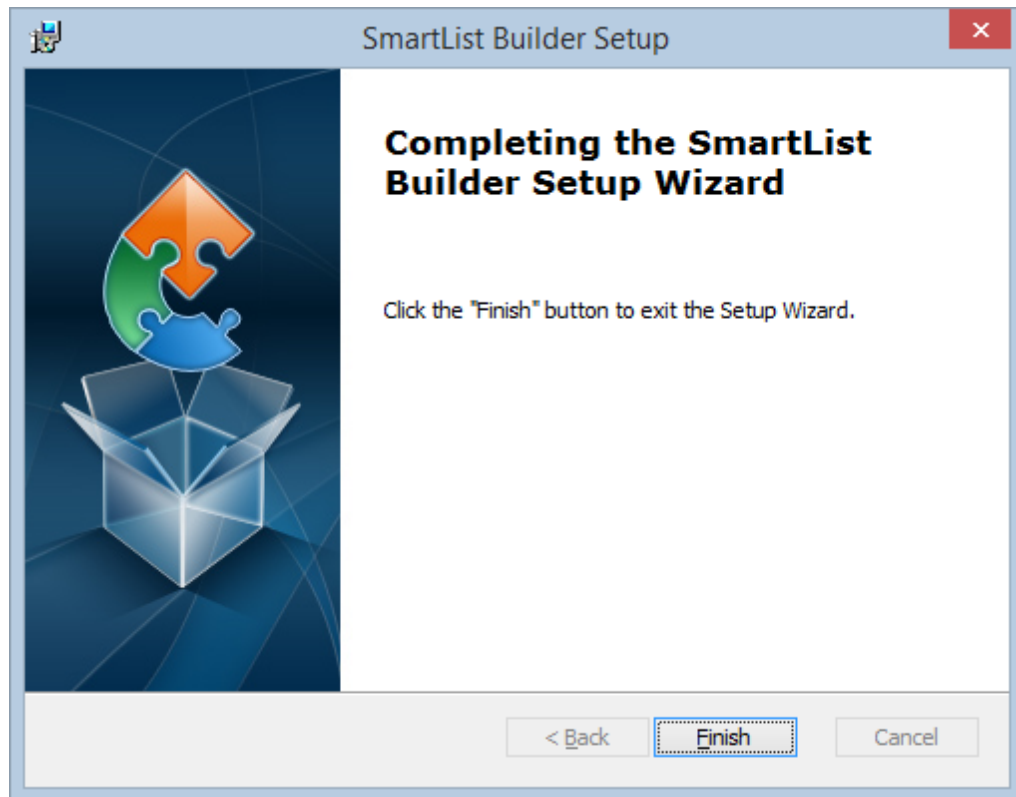 SmartList Builder Setup
Completing the SmartList
Builder Setup Wizard
Click the "Finish" button to exit the Setup Wizard.
< Back
Finish
Cancel